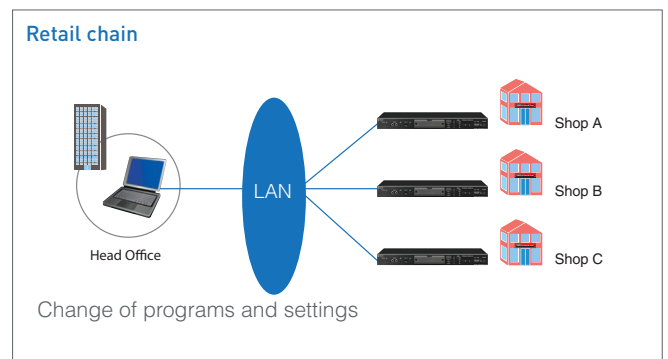 Retail chain
Shop A
LAN
Shop B
Head Office
Shop C
Change of programs and settings